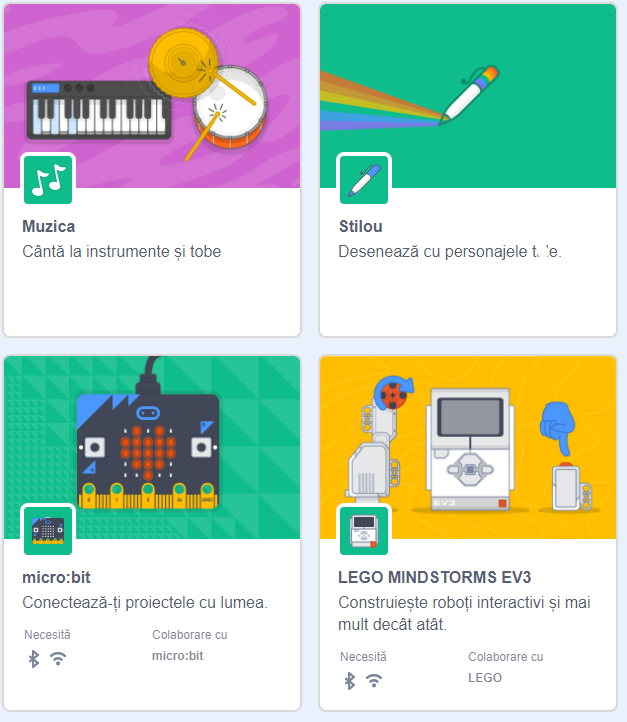 Muzica
Cântă la instrumente și tobe
Stilou
Desenează cu personajele
micro:bit
Conectează-ți proiectele cu lumea.
Necesită
Colaborare cu
micro:bit
EV3
LEGO MINDSTORMS EV3
Construiește roboți interactivi și mai
mult decât atât.
Necesită
Colaborare cu
LEGO